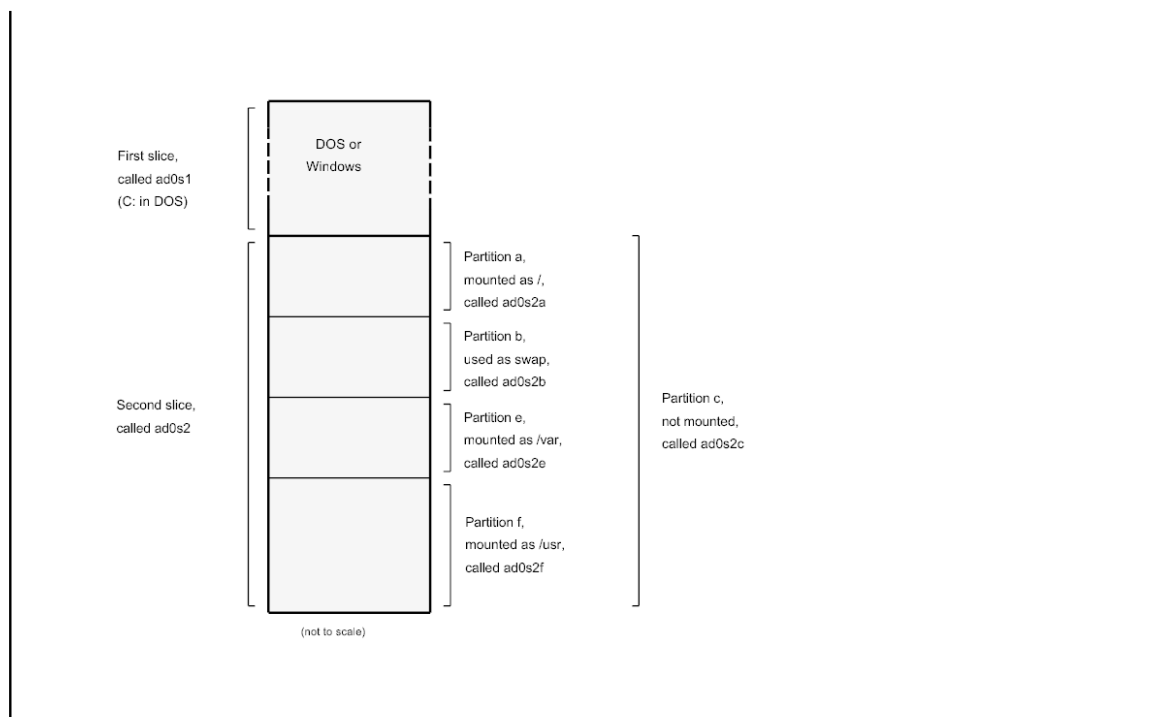 DOS or
Windows
First slice,
called ad0s1
(C: in DOS)
Partition a,
mounted as /,
called ad0s2a
Partition b,
used as swap,
called ad0s2b
Second slice,
called ad0s2
Partition e,
mounted as /var,
called ad0s2e
Partition c,
not mounted,
called ad0s2c
Partition f,
mounted as /usr,
called ad0s2f
(not to scale)